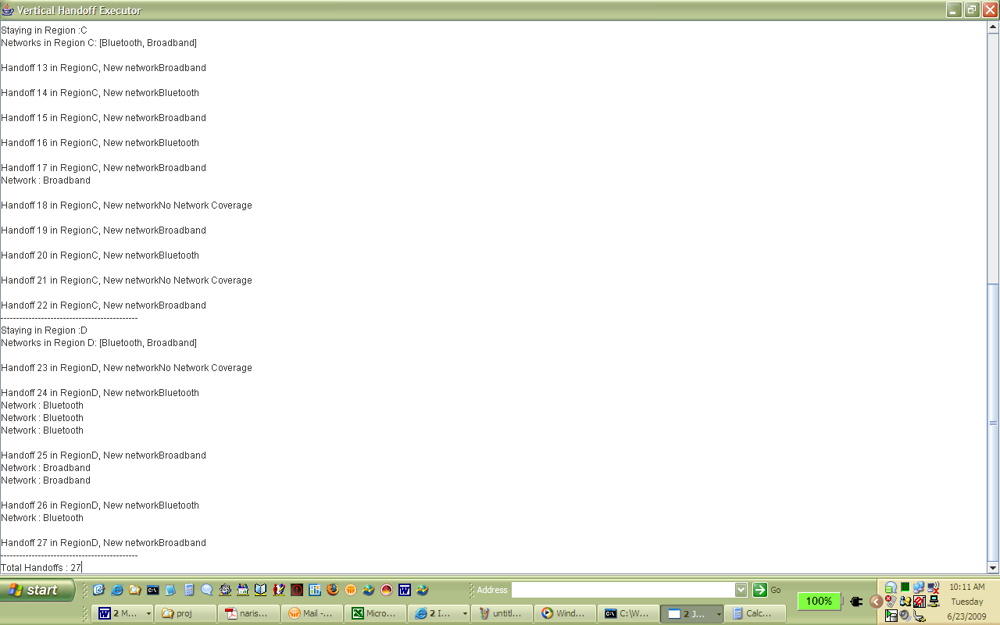 Vertical Handoff Executor
Staying in Region :C
Networks in Region C: [Bluetooth, Broadband]
Handoff 13 in RegionC, New networkBroadband
Handoff 14 in RegionC, New networkBluetooth
Handoff 15 in RegionC, New networkBroadband
Handoff 16 in RegionC, New networkBluetooth
Handoff 17 in RegionC, New networkBroadband
Network : Broadband
Handoff 18 in RegionC, New networkNo Network Coverage
Handoff 19 in RegionC, New networkBroadband
Handoff 20 in RegionC, New networkBluetooth
Handoff 21 in RegionC, New networkNo Network Coverage
Handoff 22 in RegionC, New networkBroadband
--------------------------------------------
Staying in Region :D
Networks in Region D: [Bluetooth, Broadband]
Handoff 23 in RegionD, New networkNo Network Coverage
Handoff 24 in RegionD, New networkBluetooth
Network : Bluetooth
Network : Bluetooth
Network : Bluetooth
Handoff 25 in RegionD, New networkBroadband
Network : Broadband
Network : Broadband
Handoff 26 in RegionD, New networkBluetooth
Network : Bluetooth
Handoff 27 in RegionD, New networkBroadband
--------------------------------------------
Total Handoffs : 27
start
Address
Go
100%
10:11 AM
Tuesday
6/23/2009
2 M...
proj
naris...
Mail -...
Micro...
2 I...
untitl...
Wind...
C:\W...
2 J...
Calc...